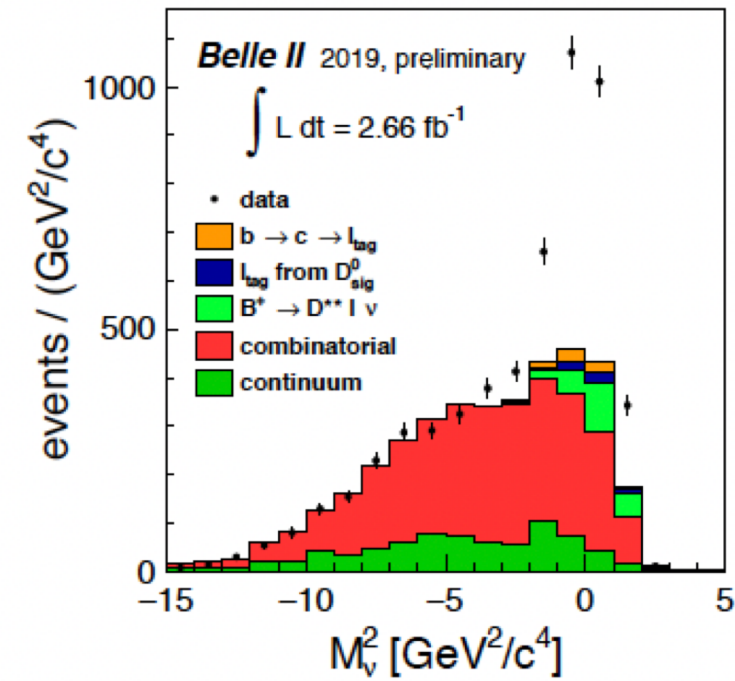 Belle II 2019, preliminary
∫ L dt = 2.66 fb⁻¹
data
b → c → l_tag
l_tag from D⁰_sig
B⁺ → D** l ν
combinatorial
continuum
events / (GeV²/c⁴)
1000
500
0
−15 −10 −5 0 5
M²_ν [GeV²/c⁴]